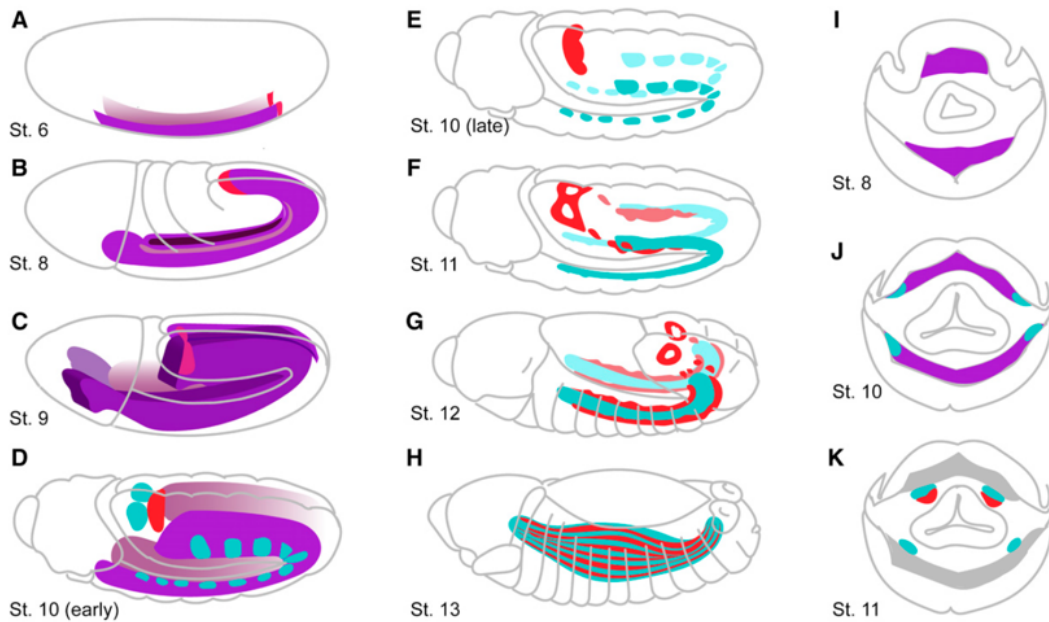 A
St. 6
B
St. 8
C
St. 9
D
St. 10 (early)
E
St. 10 (late)
F
St. 11
G
St. 12
H
St. 13
I
St. 8
J
St. 10
K
St. 11